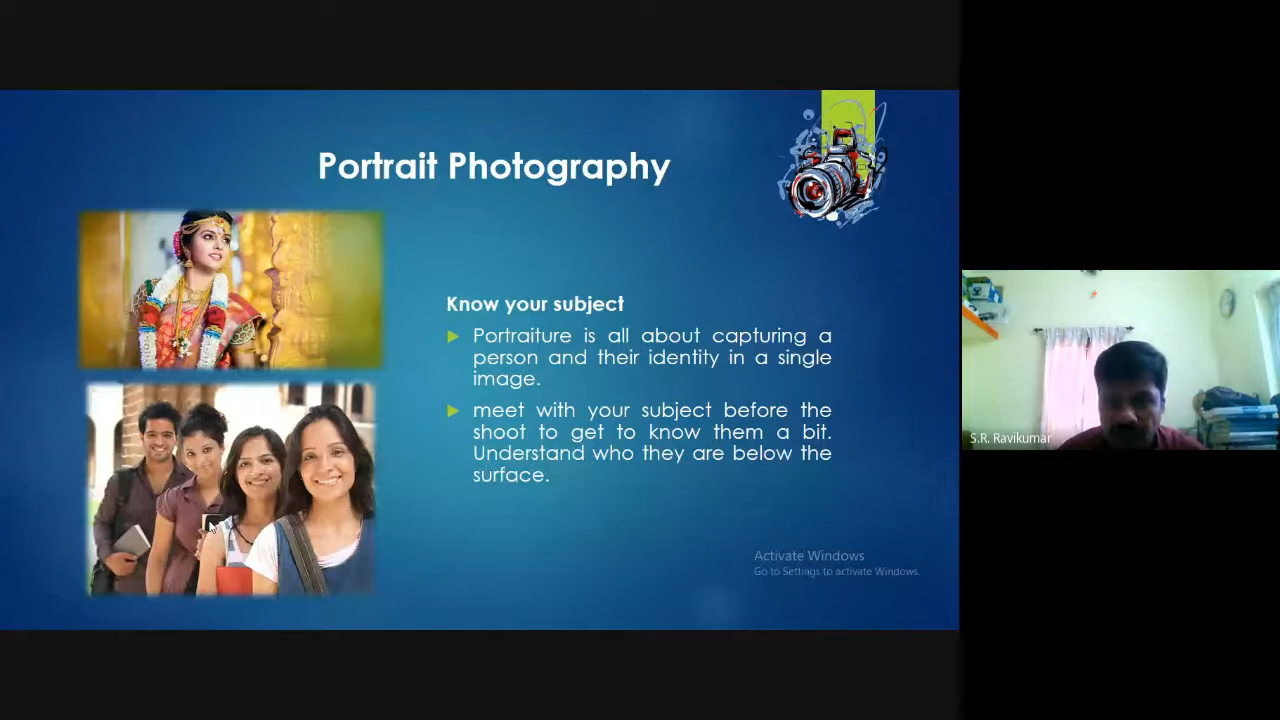 Portrait Photography
Know your subject
Portraiture is all about capturing a
person and their identity in a single
image.
meet with your subject before the
shoot to get to know them a bit.
Understand who they are below the
surface.
Activate Windows
Go to Settings to activate Windows.
S.R. Ravikumar